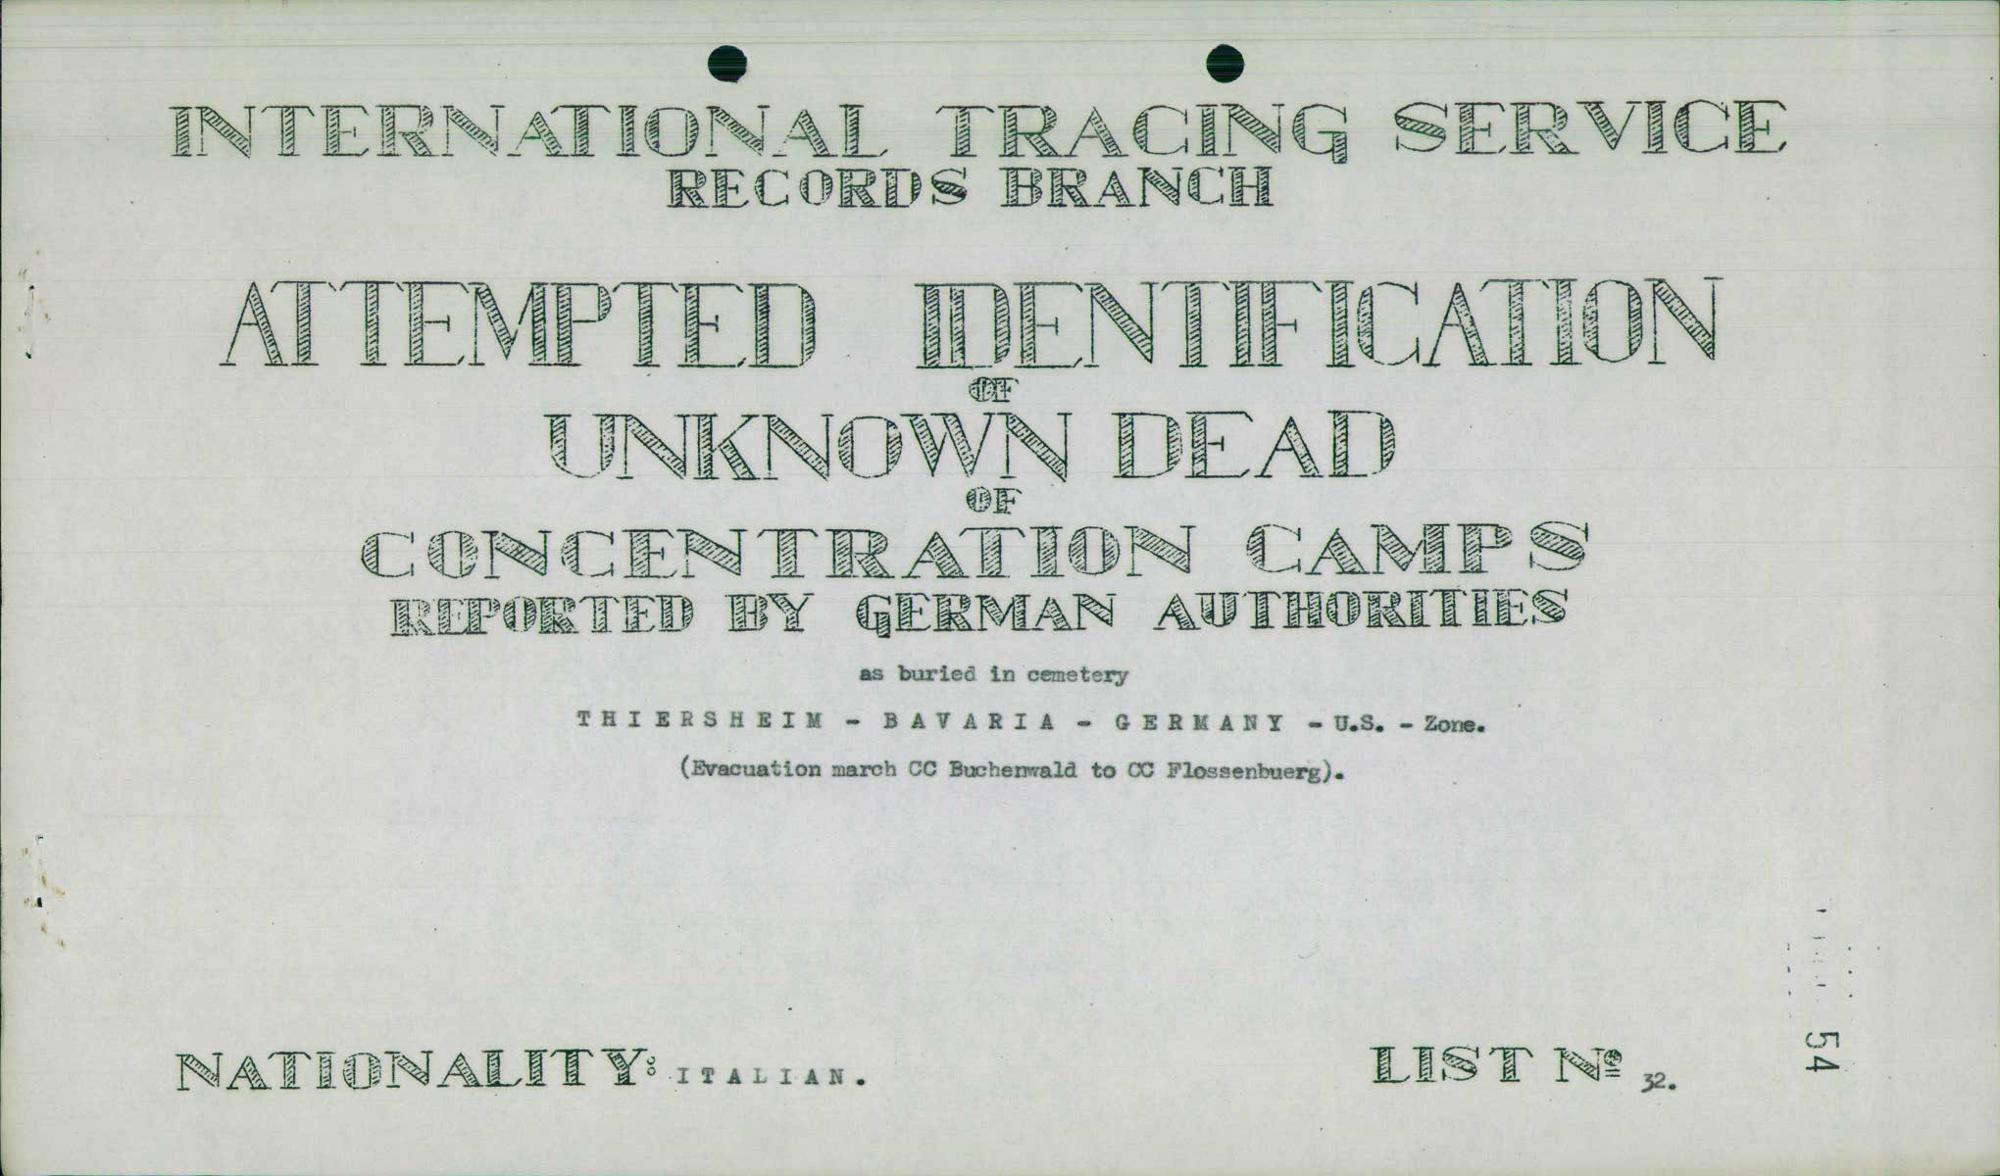 INTERNATIONAL TRACING SERVICE
RECORDS BRANCH
ATTEMPTED IDENTIFICATION
OF
UNKNOWN DEAD
OF
CONCENTRATION CAMPS
REPORTED BY GERMAN AUTHORITIES
as buried in cemetery
THIERSHEIM - BAVARIA - GERMANY - U.S. - Zone.
(Evacuation march CC Buchenwald to CC Flossenbuerg).
NATIONALITY: ITALIAN.
LIST Nº 32.
54